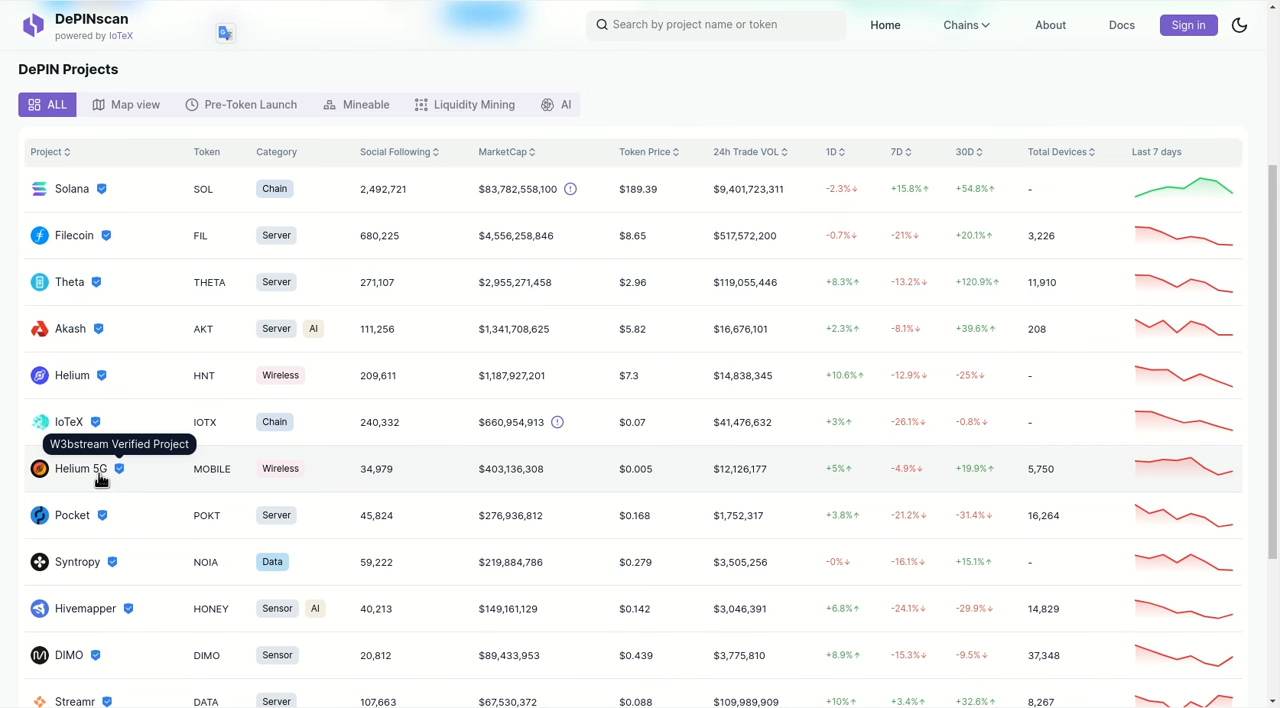 DePINscan
powered by IoTeX
Search by project name or token
Home
Chains
About
Docs
Sign in
DePIN Projects
ALL
Map view
Pre-Token Launch
Mineable
Liquidity Mining
AI
Project Token Category Social Following MarketCap Token Price 24h Trade VOL 1D 7D 30D Total Devices Last 7 days
Solana SOL Chain 2,492,721 $83,782,558,100 $189.39 $9,401,723,311 -2.3%↓ +15.8%↑ +54.8%↑ -
Filecoin FIL Server 680,225 $4,556,258,846 $8.65 $517,572,200 -0.7%↓ -21%↓ +20.1%↑ 3,226
Theta THETA Server 271,107 $2,955,271,458 $2.96 $119,055,446 +8.3%↑ -13.2%↓ +120.9%↑ 11,910
Akash AKT Server AI 111,256 $1,341,708,625 $5.82 $16,676,101 +2.3%↑ -8.1%↓ +39.6%↑ 208
Helium HNT Wireless 209,611 $1,187,927,201 $7.3 $14,838,345 +10.6%↑ -12.9%↓ -25%↓ -
IoTeX IOTX Chain 240,332 $660,954,913 $0.07 $41,476,632 +3%↑ -26.1%↓ -0.8%↓ -
W3bstream Verified Project
Helium 5G MOBILE Wireless 34,979 $403,136,308 $0.005 $12,126,177 +5%↑ -4.9%↓ +19.9%↑ 5,750
Pocket POKT Server 45,824 $276,936,812 $0.168 $1,752,317 +3.8%↑ -21.2%↓ -31.4%↓ 16,264
Syntropy NOIA Data 59,222 $219,884,786 $0.279 $3,505,256 -0%↓ -16.1%↓ +15.1%↑ -
Hivemapper HONEY Sensor AI 40,213 $149,161,129 $0.142 $3,046,391 +6.8%↑ -24.1%↓ -29.9%↓ 14,829
DIMO DIMO Sensor 20,812 $89,433,953 $0.439 $3,775,810 +8.9%↑ -15.3%↓ -9.5%↓ 37,348
Streamr DATA Server 107,663 $67,530,372 $0.088 $109,989,909 +10%↑ +3.4%↑ +32.6%↑ 8,267